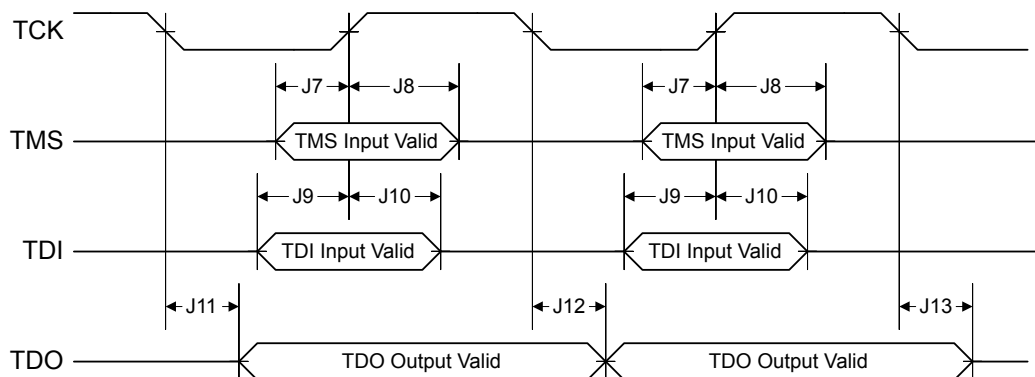 TCK
J7 J8 J7 J8
TMS TMS Input Valid TMS Input Valid
J9 J10 J9 J10
TDI TDI Input Valid TDI Input Valid
J11 J12 J13
TDO TDO Output Valid TDO Output Valid